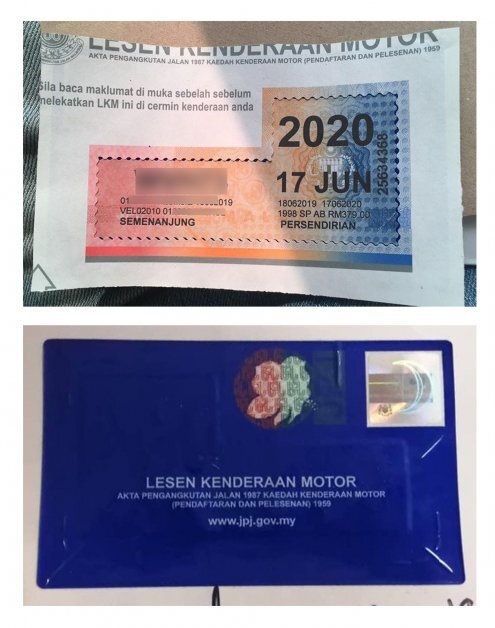 LESEN KENDERAAN MOTOR
AKTA PENGANGKUTAN JALAN 1987 KAEDAH KENDERAAN MOTOR (PENDAFTARAN DAN PELESENAN) 1959
Sila baca maklumat di muka sebelah sebelum
melekatkan LKM ini di cermin kenderaan anda
2020
17 JUN
25634368
2019
VEL02010 01
SEMENANJUNG
18062019 17062020
1998 SP AB RM379.00
PERSENDIRIAN
LESEN KENDERAAN MOTOR
AKTA PENGANGKUTAN JALAN 1987 KAEDAH KENDERAAN MOTOR
(PENDAFTARAN DAN PELESENAN) 1959
www.jpj.gov.my